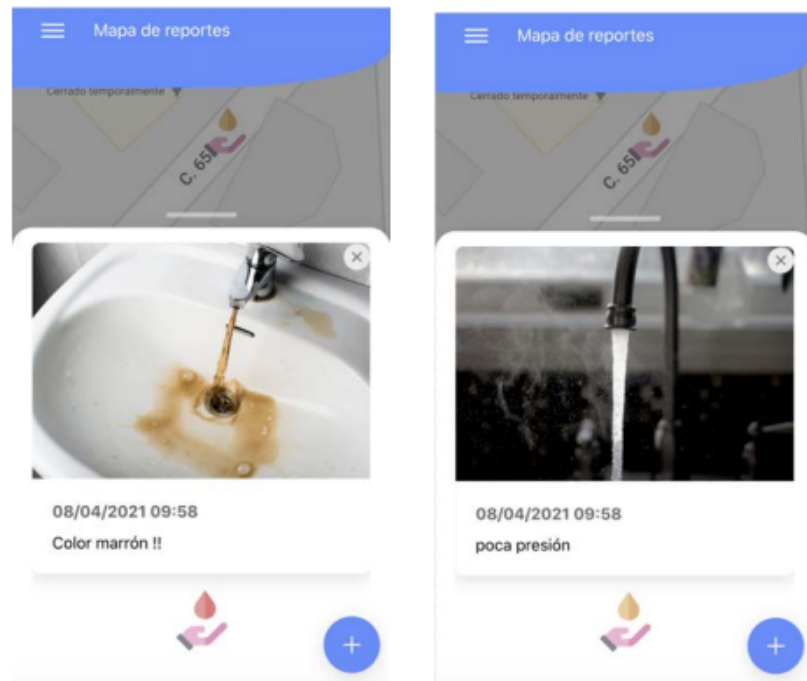 Mapa de reportes
Cerrado temporalmente
C. 65
08/04/2021 09:58
Color marrón !!
Mapa de reportes
Cerrado temporalmente
C. 65
08/04/2021 09:58
poca presión